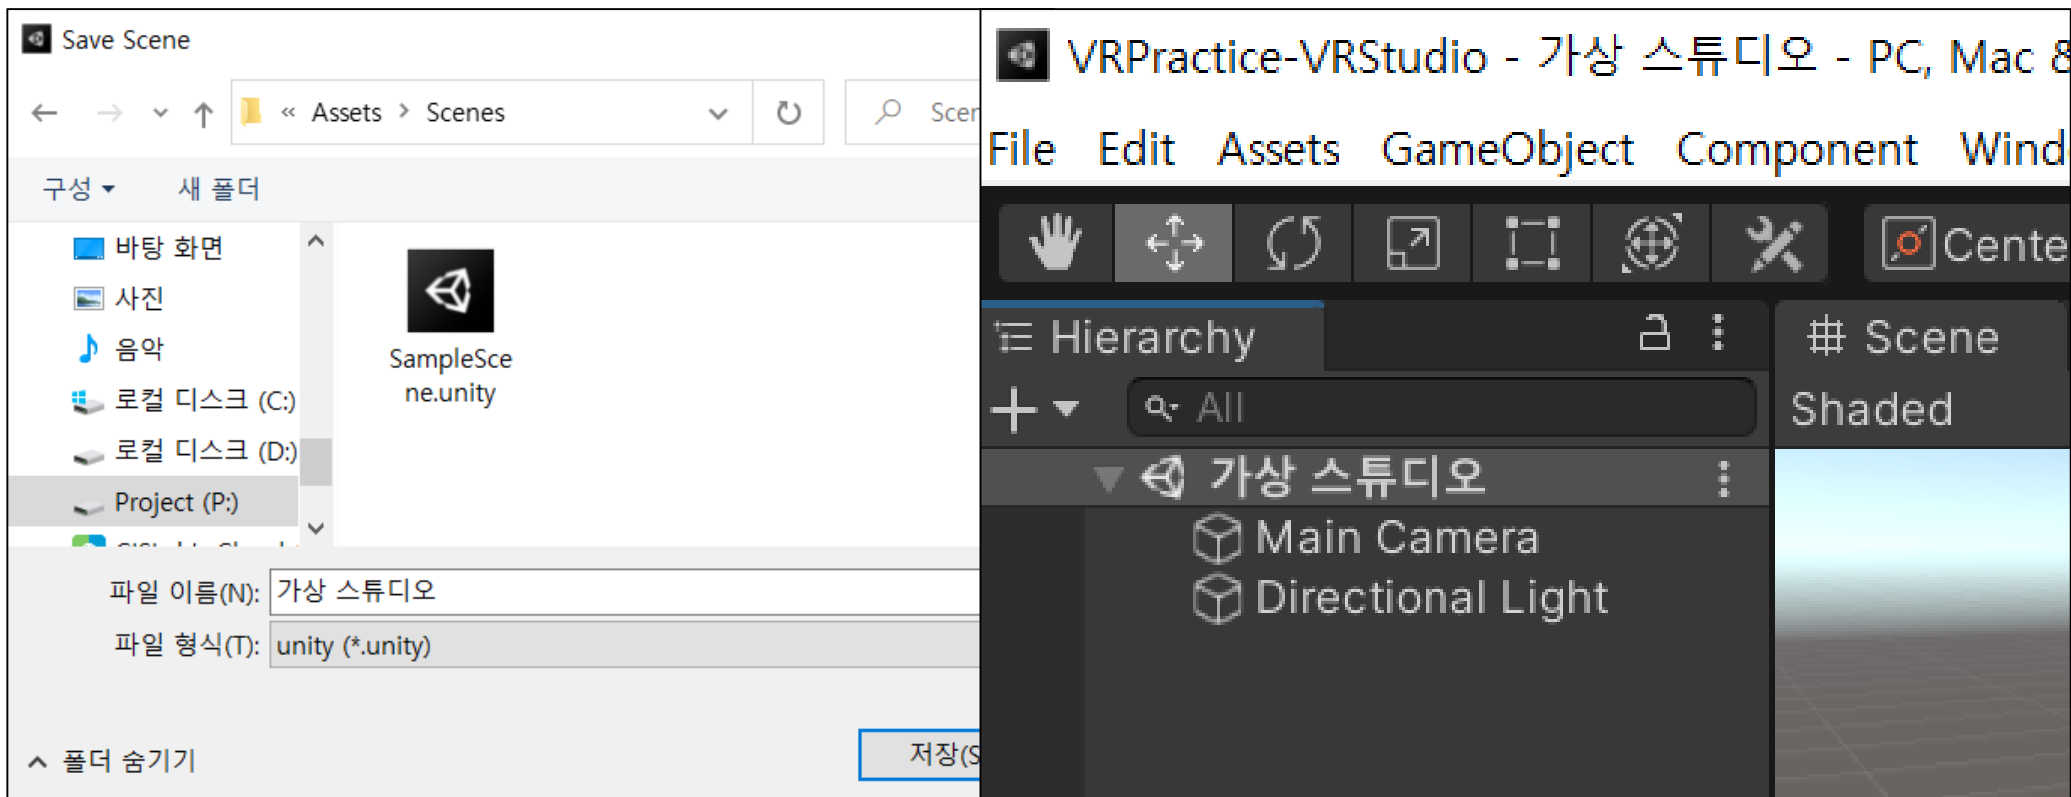 Save Scene
« Assets > Scenes
Scen
구성
새 폴더
바탕 화면
사진
음악
로컬 디스크 (C:)
로컬 디스크 (D:)
Project (P:)
SampleSce
ne.unity
파일 이름(N): 가상 스튜디오
파일 형식(T): unity (*.unity)
폴더 숨기기
저장(S
VRPractice-VRStudio - 가상 스튜디오 - PC, Mac &
File Edit Assets GameObject Component Wind
Cente
Hierarchy
All
가상 스튜디오
Main Camera
Directional Light
Scene
Shaded